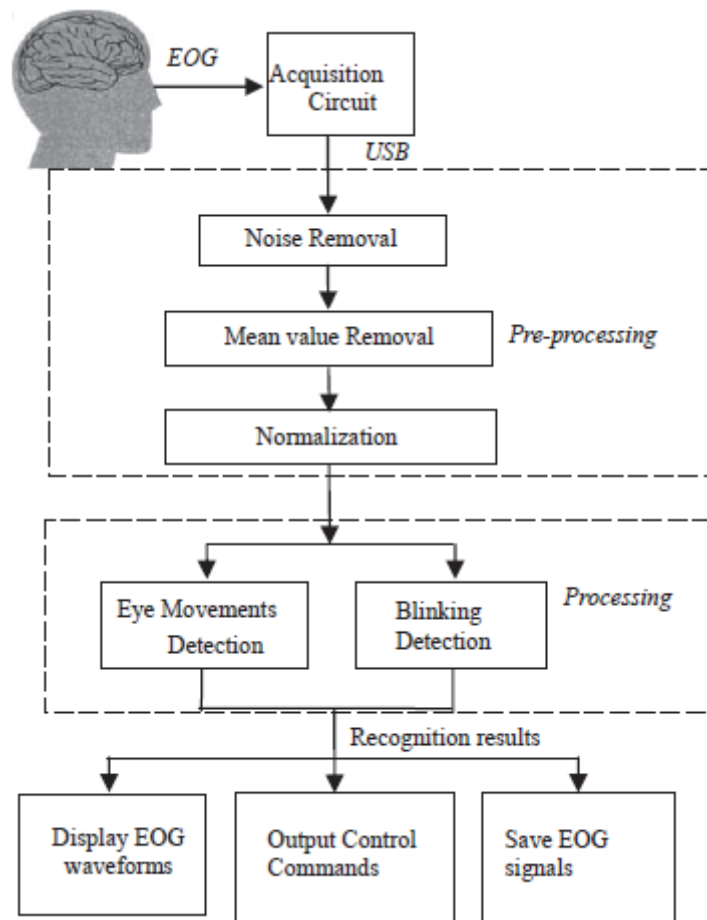 EOG
Acquisition
Circuit
USB
Noise Removal
Mean value Removal
Pre-processing
Normalization
Eye Movements
Detection
Blinking
Detection
Processing
Recognition results
Display EOG
waveforms
Output Control
Commands
Save EOG
signals